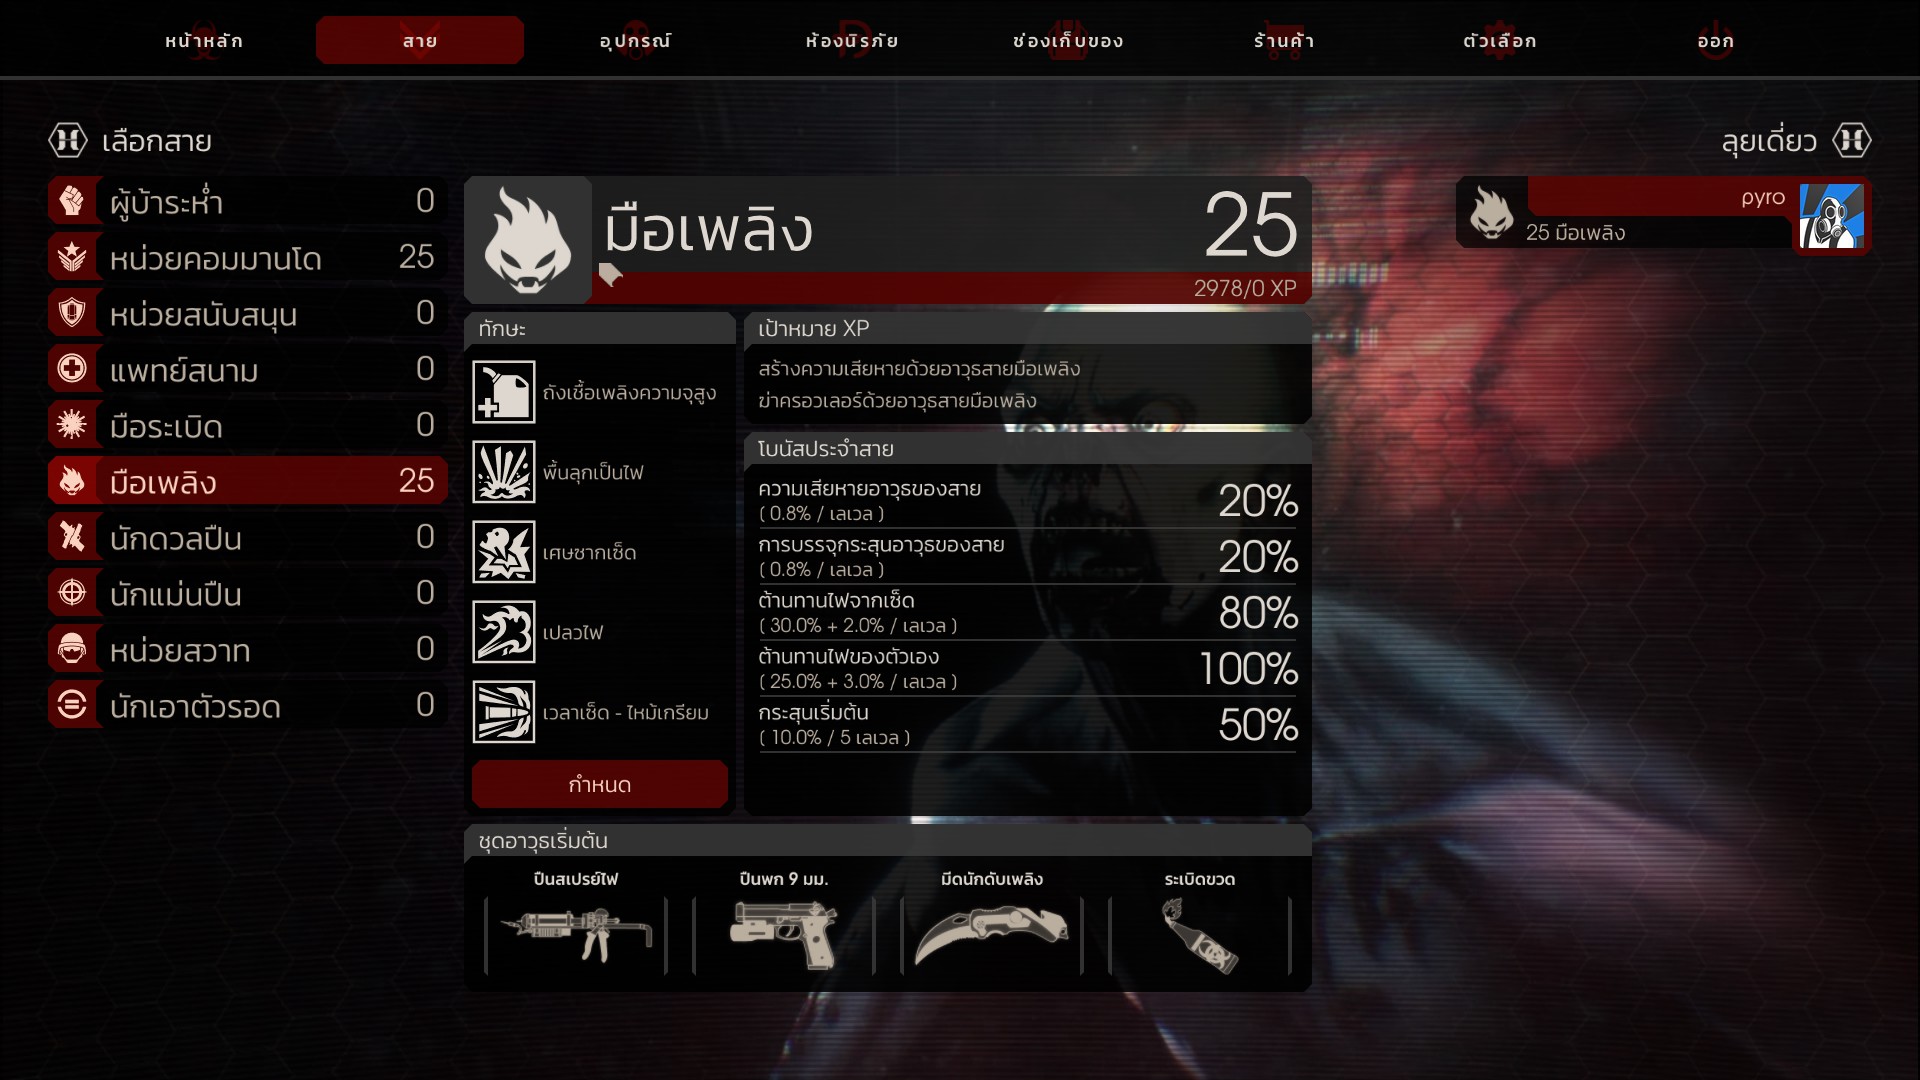 หน้าหลัก
สาย
อุปกรณ์
ห้องนิรภัย
ช่องเก็บของ
ร้านค้า
ตัวเลือก
ออก
เลือกสาย
ผู้บ้าระห่ำ 0
หน่วยคอมมานโด 25
หน่วยสนับสนุน 0
แพทย์สนาม 0
มือระเบิด 0
มือเพลิง 25
นักดวลปืน 0
นักแม่นปืน 0
หน่วยสวาท 0
นักเอาตัวรอด 0
มือเพลิง 25
2978/0 XP
ทักษะ
ถังเชื้อเพลิงความจุสูง
พื้นลุกเป็นไฟ
เศษซากเซ็ด
เปลวไฟ
เวลาเซ็ด - ไหม้เกรียม
กำหนด
เป้าหมาย XP
สร้างความเสียหายด้วยอาวุธสายมือเพลิง
ฆ่าครอวเลอร์ด้วยอาวุธสายมือเพลิง
โบนัสประจำสาย
ความเสียหายอาวุธของสาย 20%
( 0.8% / เลเวล )
การบรรจุกระสุนอาวุธของสาย 20%
( 0.8% / เลเวล )
ต้านทานไฟจากเซ็ด 80%
( 30.0% + 2.0% / เลเวล )
ต้านทานไฟของตัวเอง 100%
( 25.0% + 3.0% / เลเวล )
กระสุนเริ่มต้น 50%
( 10.0% / 5 เลเวล )
ชุดอาวุธเริ่มต้น
ปืนสเปรย์ไฟ
ปืนพก 9 มม.
มีดนักดับเพลิง
ระเบิดขวด
ลุยเดี่ยว
pyro
25 มือเพลิง